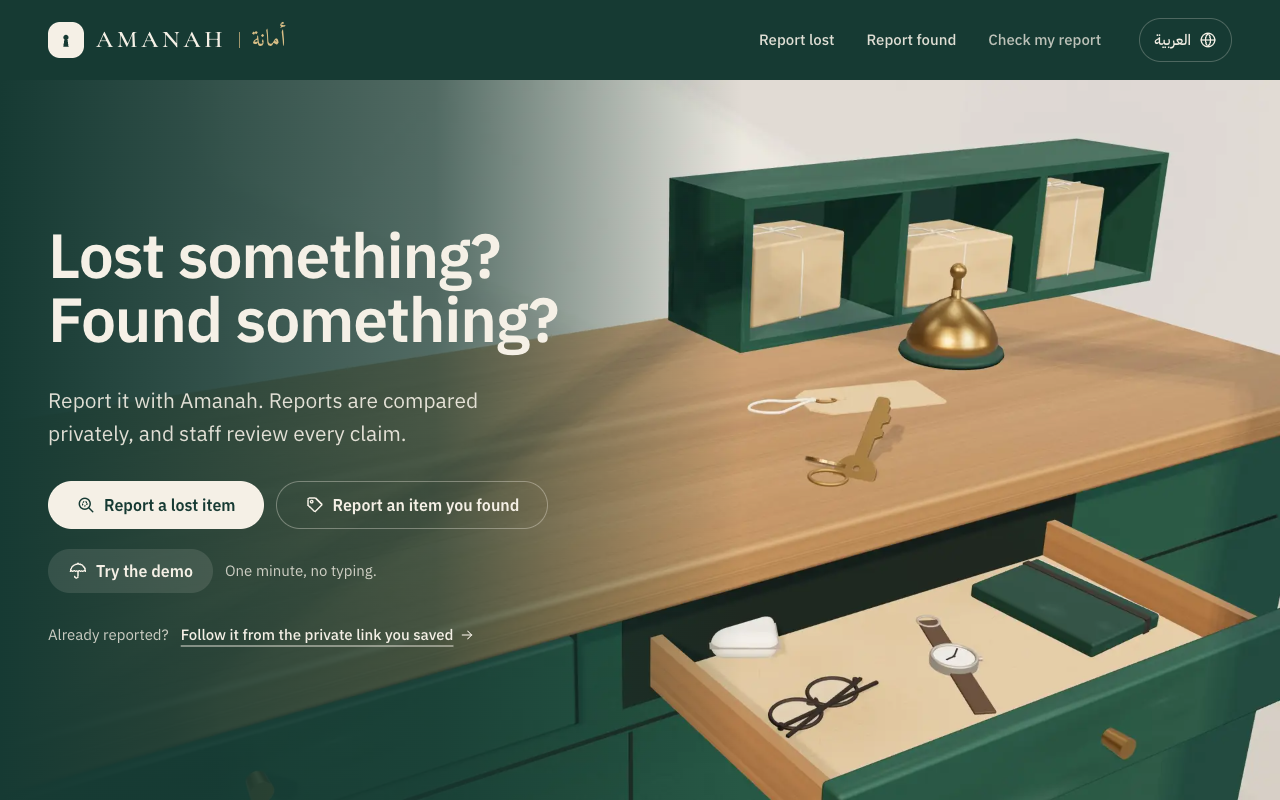 AMANAH | أمانة
Report lost
Report found
Check my report
العربية
Lost something?
Found something?
Report it with Amanah. Reports are compared
privately, and staff review every claim.
Report a lost item
Report an item you found
Try the demo
One minute, no typing.
Already reported? Follow it from the private link you saved →